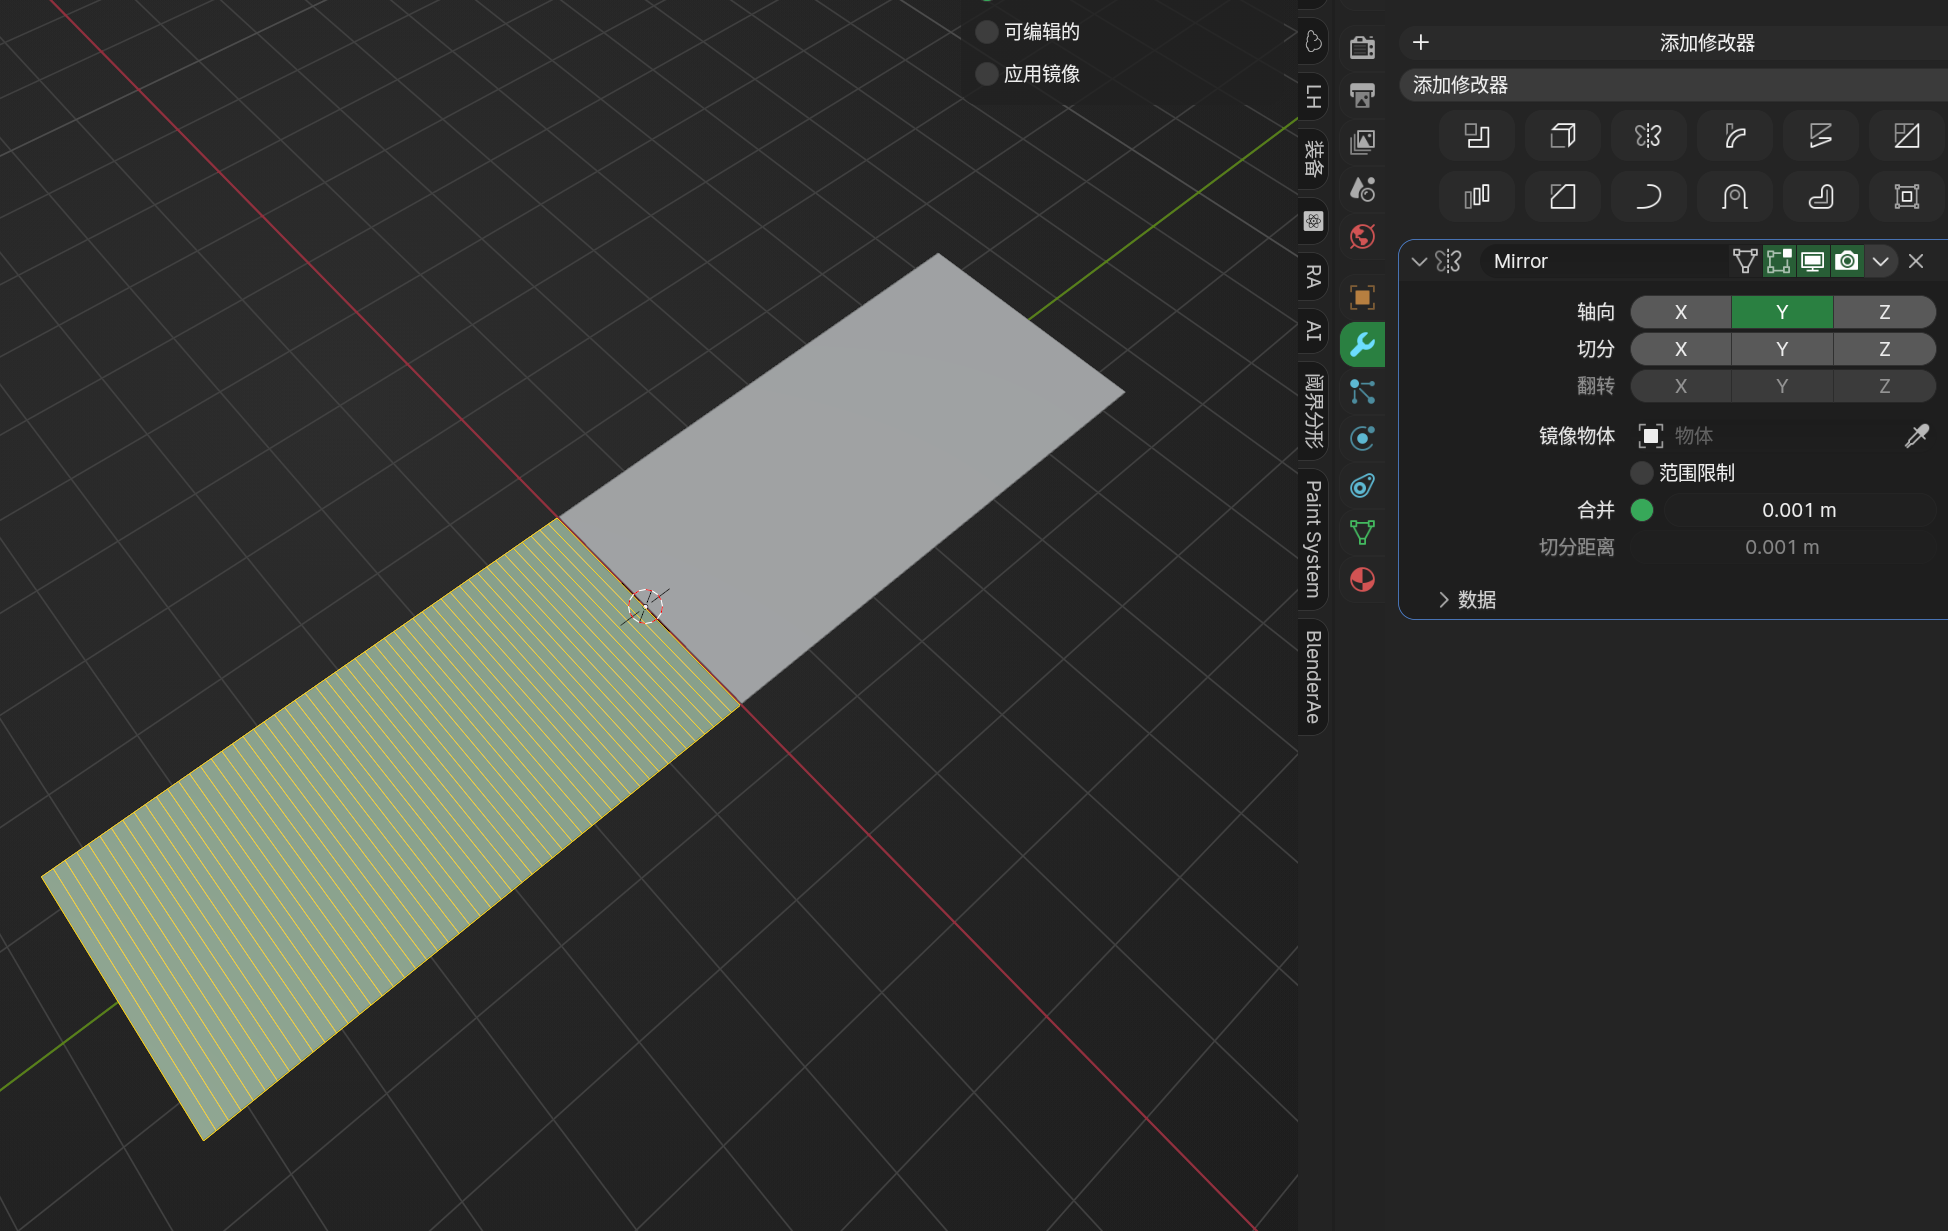 可编辑的
应用镜像
LH
装备
RA
AI
阈界分形
Paint System
BlenderAe
添加修改器
添加修改器
Mirror
轴向 X Y Z
切分 X Y Z
翻转 X Y Z
镜像物体 物体
范围限制
合并 0.001 m
切分距离 0.001 m
数据